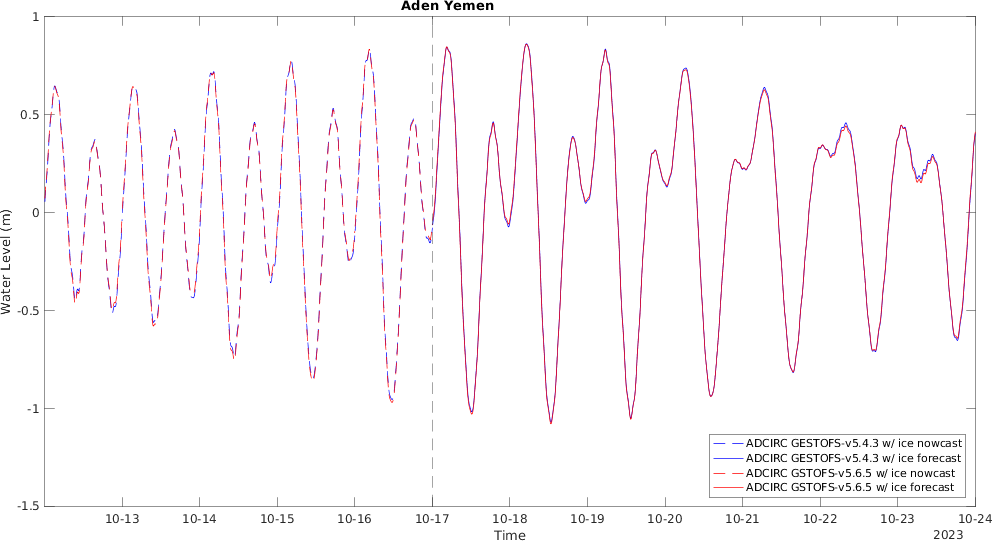 Aden Yemen
Water Level (m)
1
0.5
0
-0.5
-1
-1.5
10-13 10-14 10-15 10-16 10-17 10-18 10-19 10-20 10-21 10-22 10-23 10-24
Time
2023
ADCIRC GESTOFS-v5.4.3 w/ ice nowcast
ADCIRC GESTOFS-v5.4.3 w/ ice forecast
ADCIRC GSTOFS-v5.6.5 w/ ice nowcast
ADCIRC GSTOFS-v5.6.5 w/ ice forecast